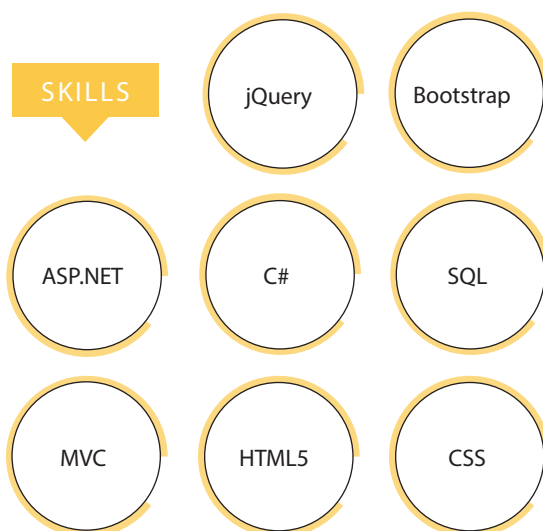 SKILLS
jQuery
Bootstrap
ASP.NET
C#
SQL
MVC
HTML5
CSS